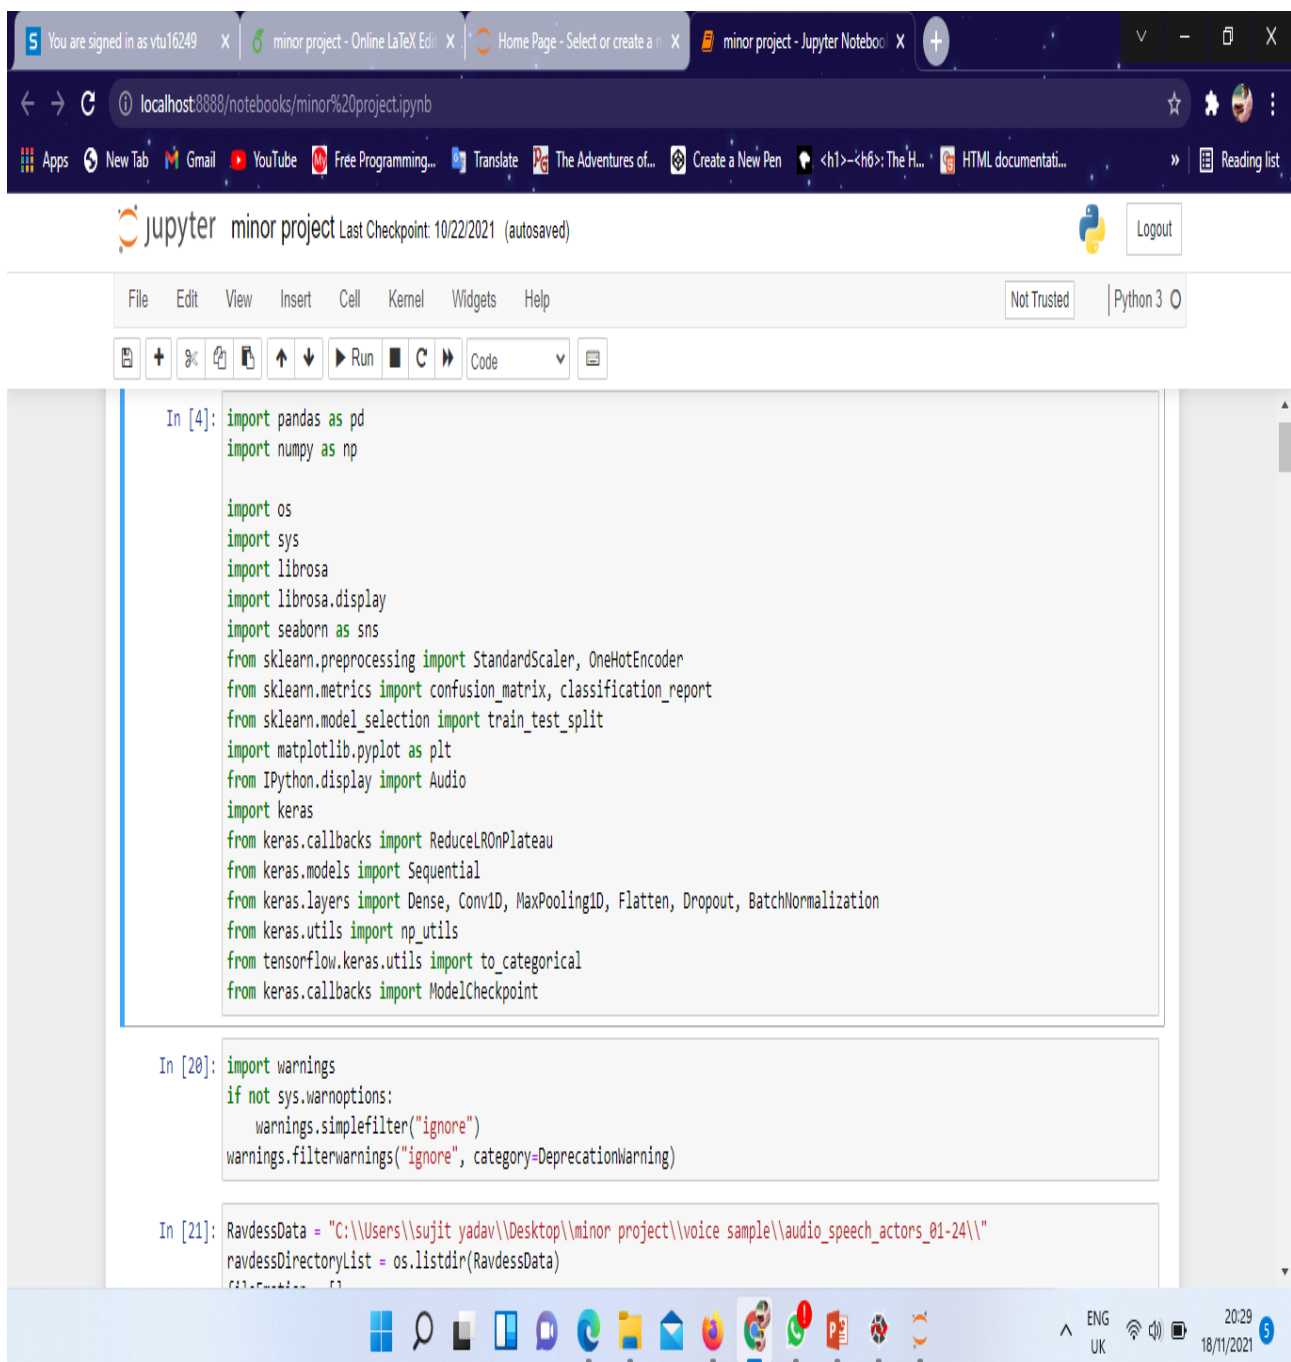 You are signed in as vtu16249
minor project - Online LaTeX Edi
Home Page - Select or create a n
minor project - Jupyter Notebook
localhost:8888/notebooks/minor%20project.ipynb
Apps New Tab Gmail YouTube Free Programming... Translate The Adventures of... Create a New Pen <h1>–<h6>: The H... HTML documentati... » Reading list
jupyter minor project Last Checkpoint: 10/22/2021 (autosaved) Logout
File Edit View Insert Cell Kernel Widgets Help Not Trusted Python 3
Run Code
In [4]: import pandas as pd
import numpy as np
import os
import sys
import librosa
import librosa.display
import seaborn as sns
from sklearn.preprocessing import StandardScaler, OneHotEncoder
from sklearn.metrics import confusion_matrix, classification_report
from sklearn.model_selection import train_test_split
import matplotlib.pyplot as plt
from IPython.display import Audio
import keras
from keras.callbacks import ReduceLROnPlateau
from keras.models import Sequential
from keras.layers import Dense, Conv1D, MaxPooling1D, Flatten, Dropout, BatchNormalization
from keras.utils import np_utils
from tensorflow.keras.utils import to_categorical
from keras.callbacks import ModelCheckpoint
In [20]: import warnings
if not sys.warnoptions:
    warnings.simplefilter("ignore")
warnings.filterwarnings("ignore", category=DeprecationWarning)
In [21]: RavdessData = "C:\\Users\\sujit yadav\\Desktop\\minor project\\voice sample\\audio_speech_actors_01-24\\"
ravdessDirectoryList = os.listdir(RavdessData)
ENG
UK
20:29
18/11/2021
5